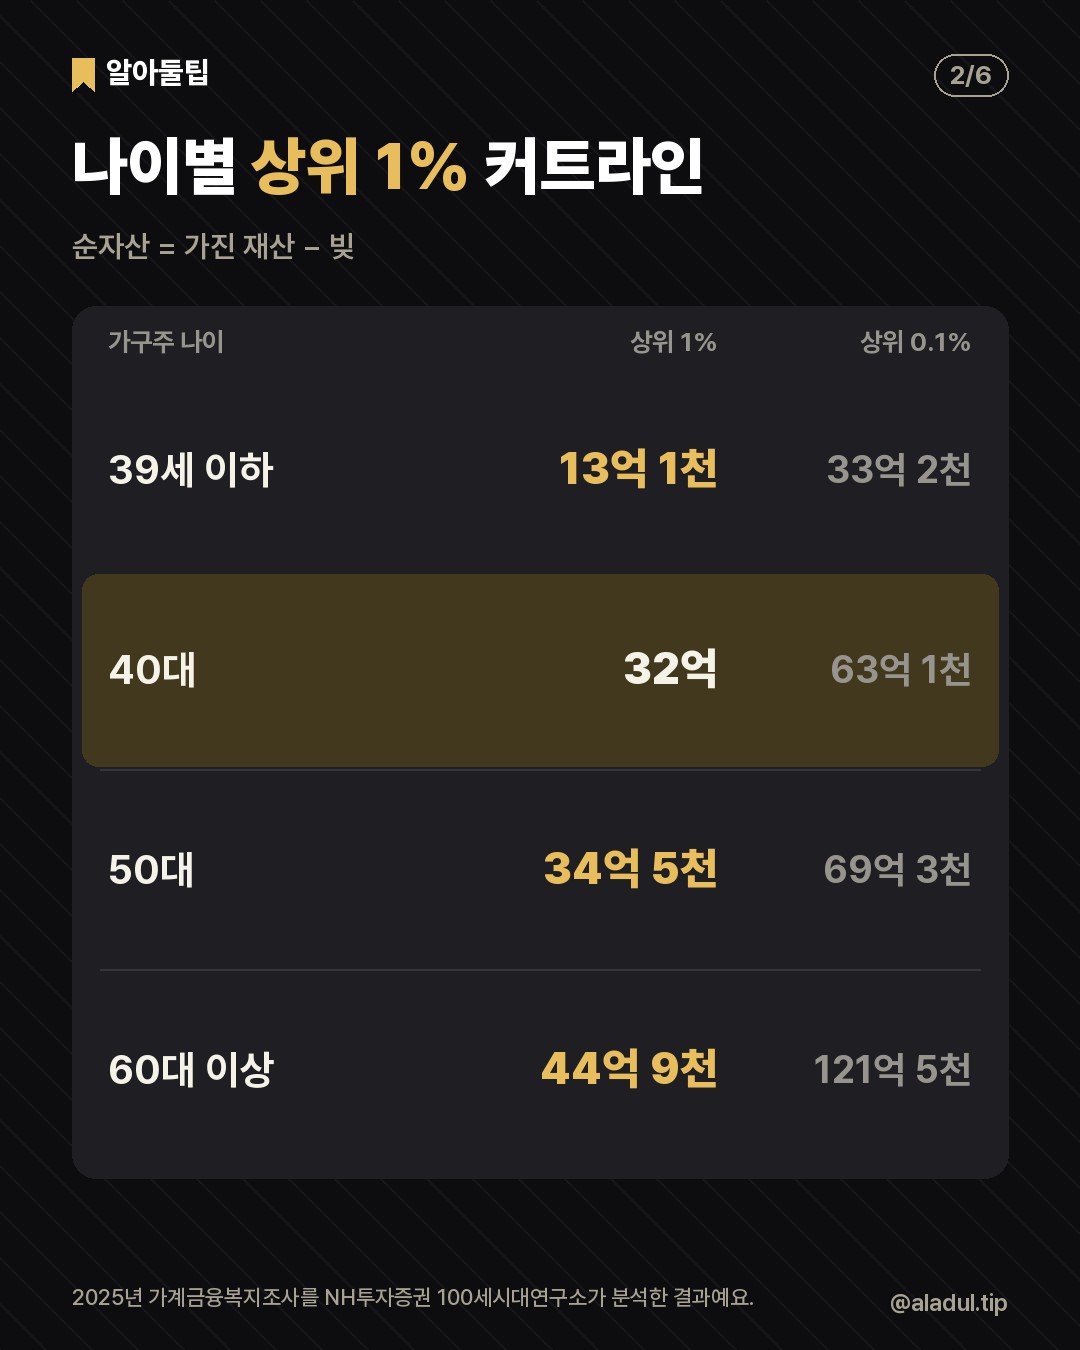 알아둘팁
2/6
나이별 상위 1% 커트라인
순자산 = 가진 재산 – 빚
가구주 나이 상위 1% 상위 0.1%
39세 이하 13억 1천 33억 2천
40대 32억 63억 1천
50대 34억 5천 69억 3천
60대 이상 44억 9천 121억 5천
2025년 가계금융복지조사를 NH투자증권 100세시대연구소가 분석한 결과예요.
@aladul.tip